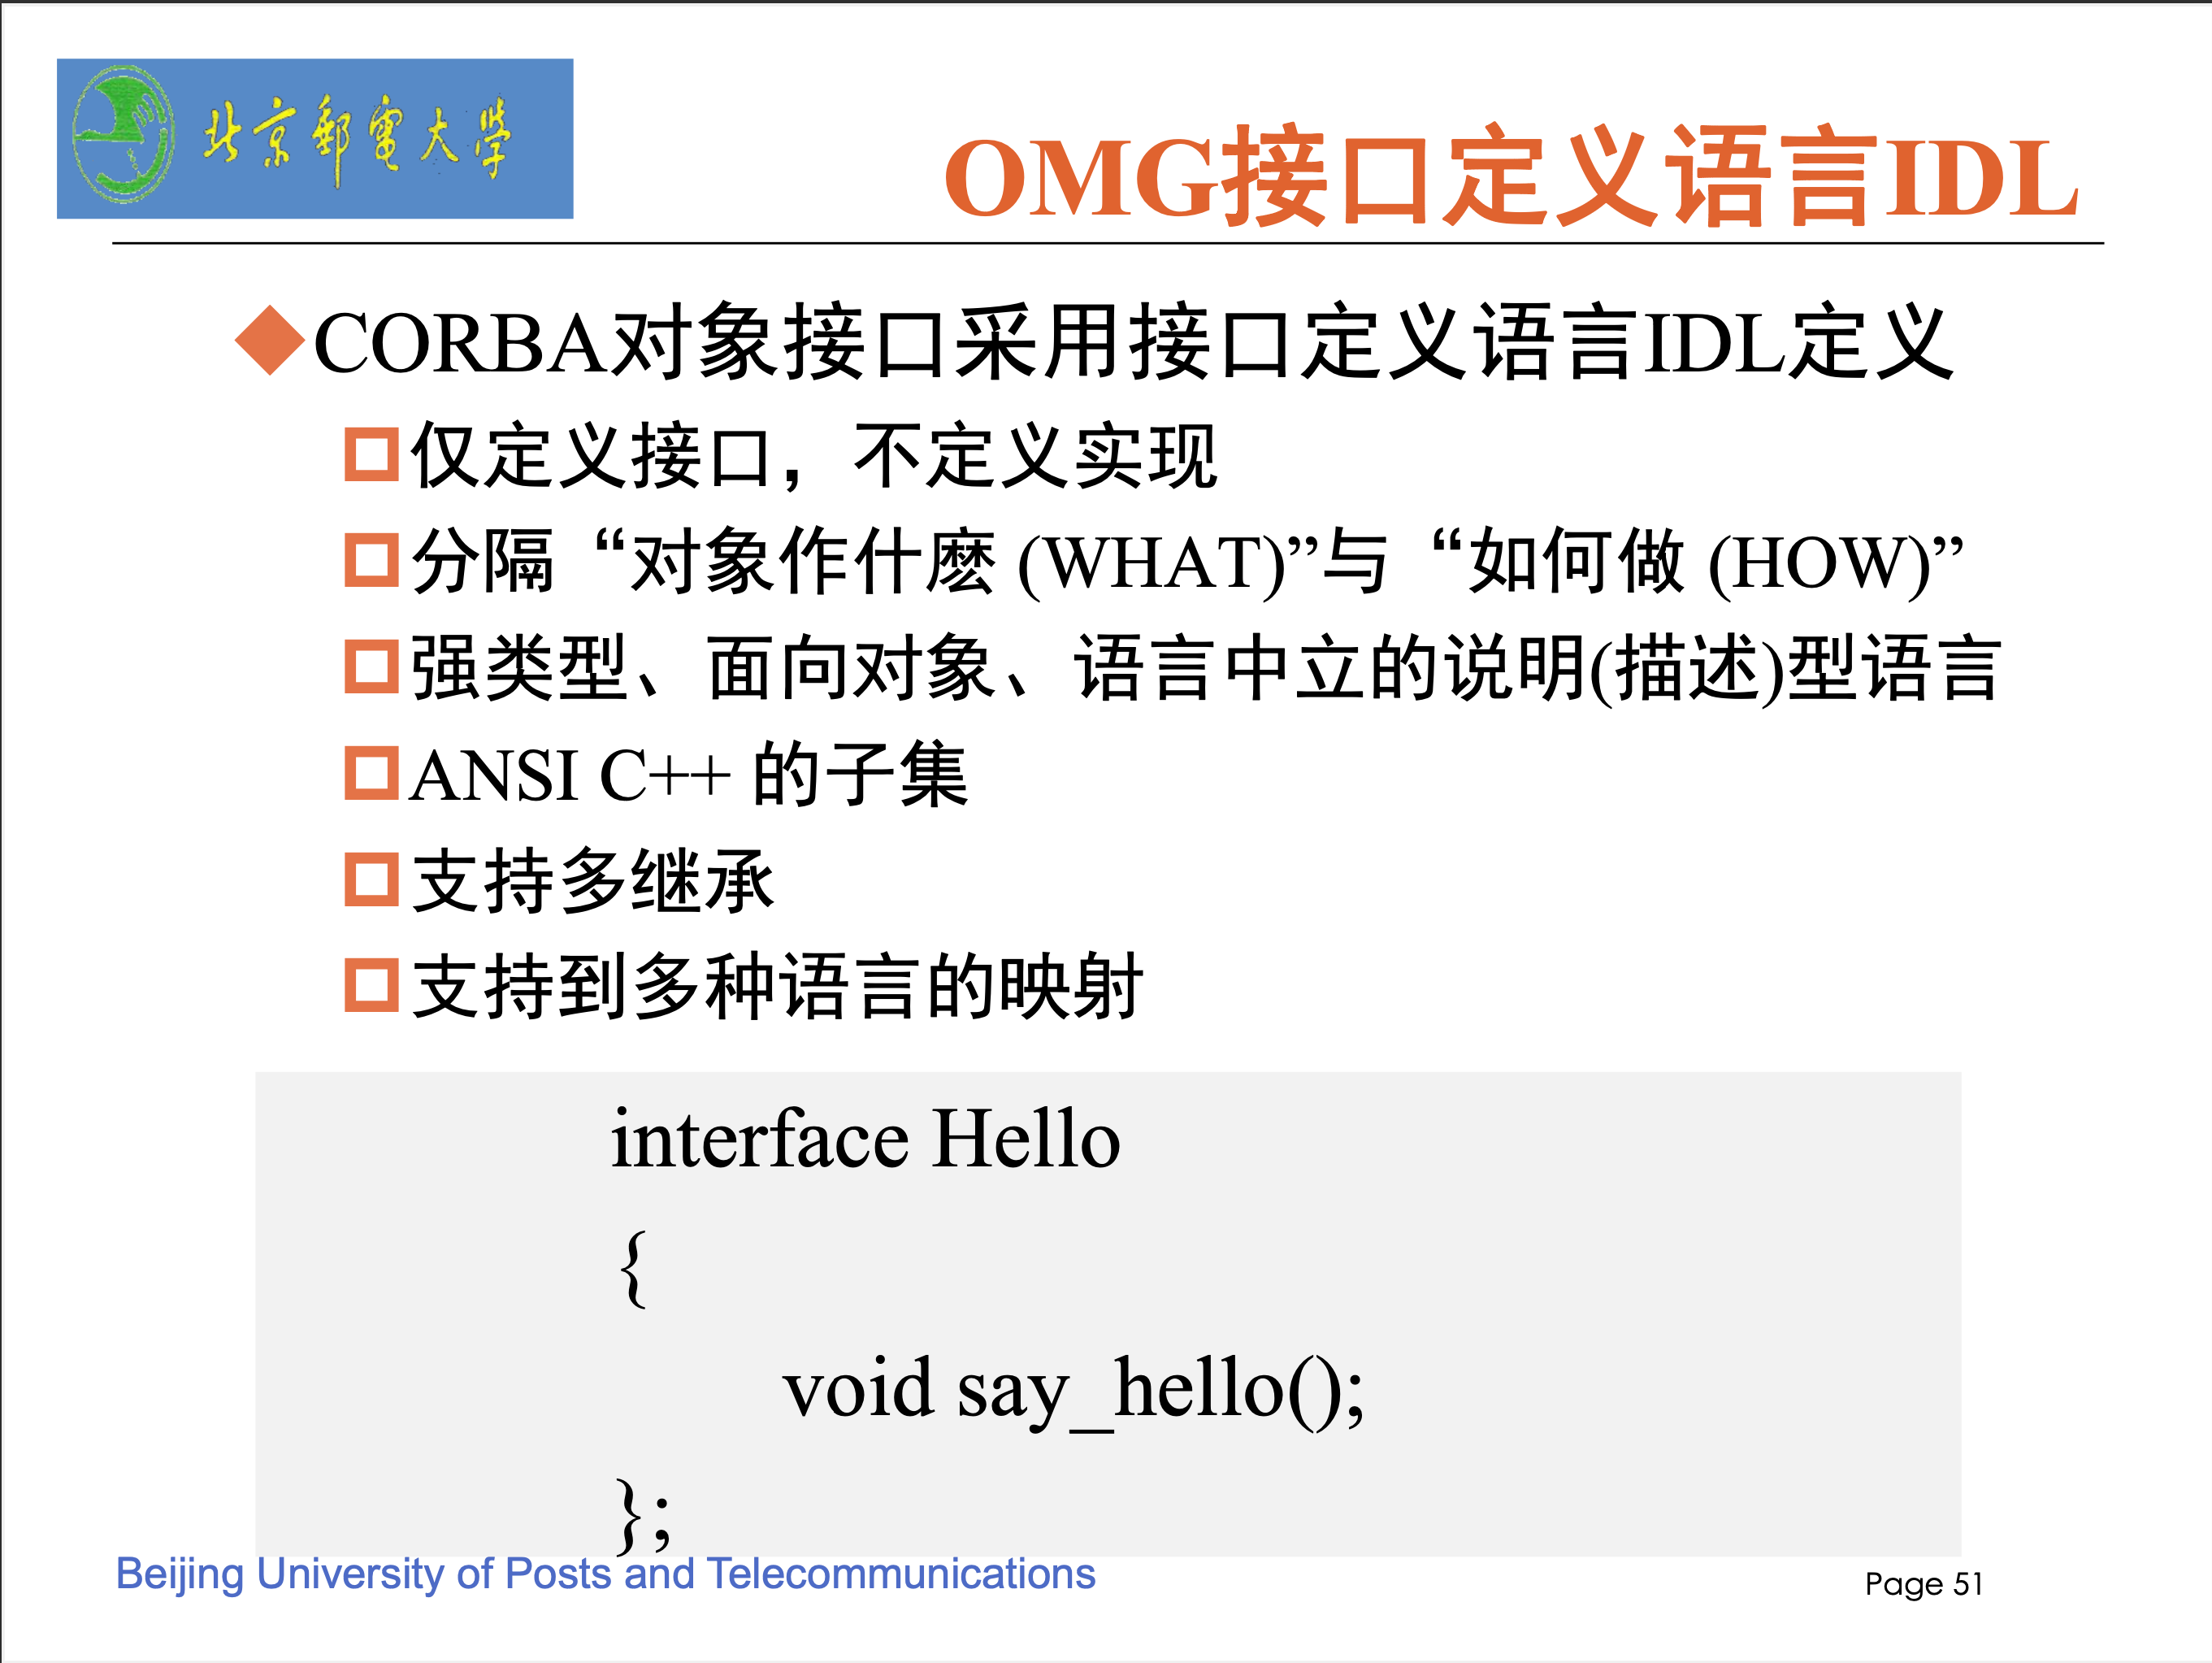 北京郵電大學
OMG接口定义语言IDL
CORBA对象接口采用接口定义语言IDL定义
仅定义接口，不定义实现
分隔“对象作什麽 (WHAT)”与“如何做 (HOW)”
强类型、面向对象、语言中立的说明(描述)型语言
ANSI C++ 的子集
支持多继承
支持到多种语言的映射
interface Hello
{
void say_hello();
};
Beijing University of Posts and Telecommunications
Page 51